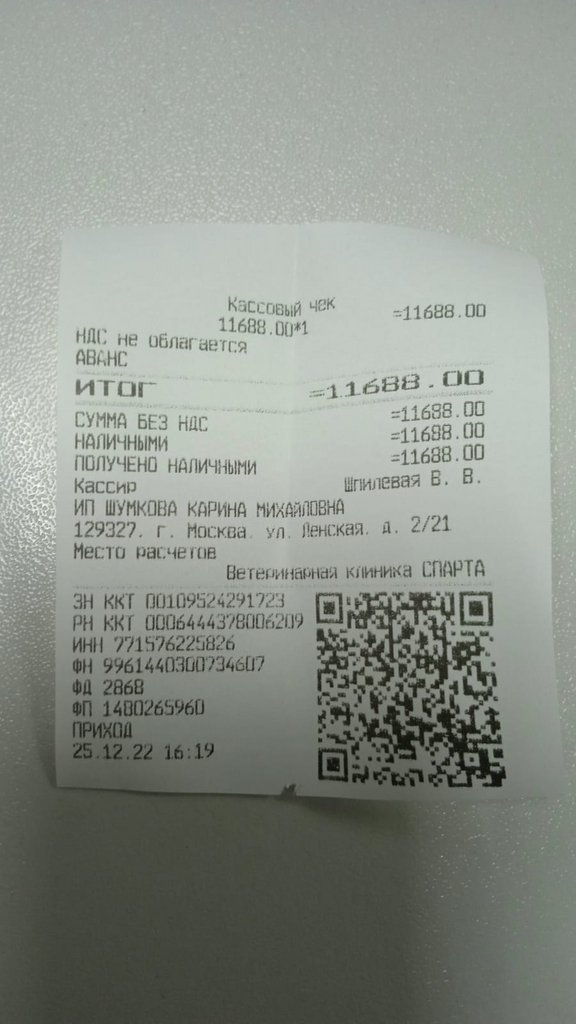 Кассовый чек
11688.00*1 =11688.00
НДС не облагается
АВАНС
ИТОГ =11688.00
СУММА БЕЗ НДС =11688.00
НАЛИЧНЫМИ =11688.00
ПОЛУЧЕНО НАЛИЧНЫМИ =11688.00
Кассир Шпилевая В. В.
ИП ШУМКОВА КАРИНА МИХАЙЛОВНА
129327, г. Москва, ул. Ленская, д. 2/21
Место расчетов
Ветеринарная клиника СПАРТА
ЗН ККТ 00109524291723
РН ККТ 0006444378006209
ИНН 771576225826
ФН 9961440300734607
ФД 2868
ФП 1480265960
ПРИХОД
25.12.22 16:19